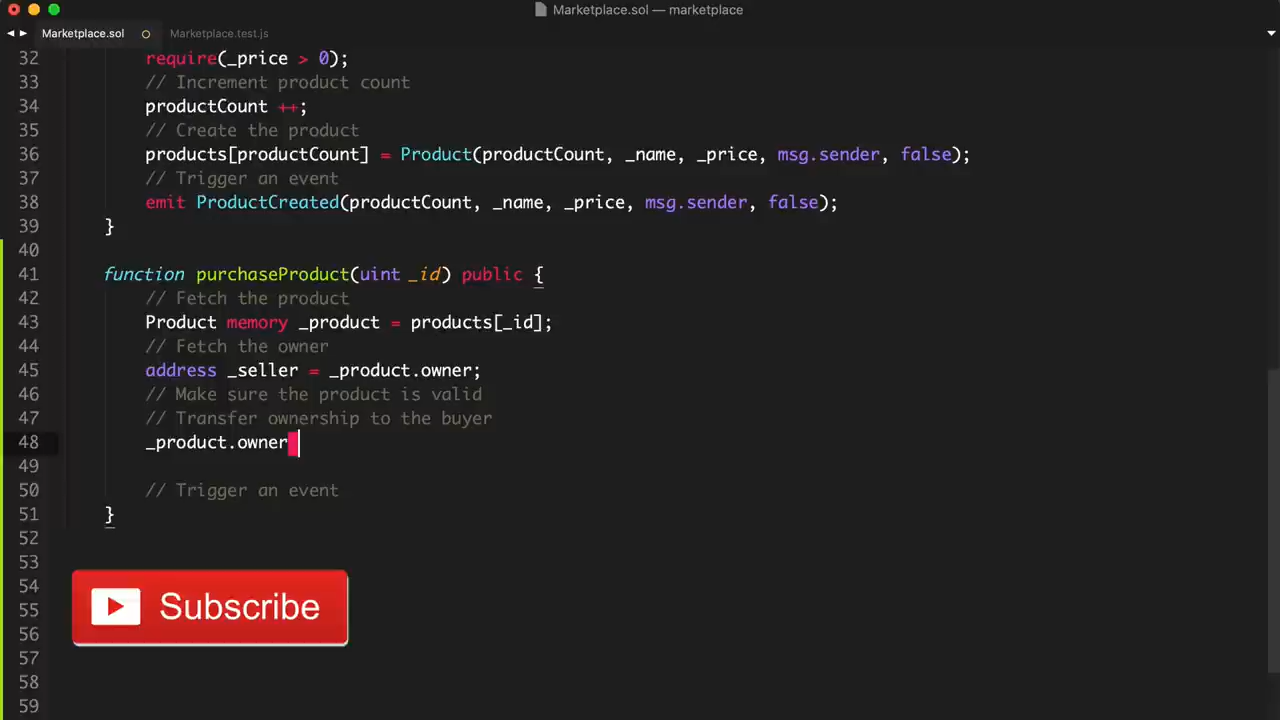 Marketplace.sol — marketplace
Marketplace.sol
Marketplace.test.js
32 require(_price > 0);
33 // Increment product count
34 productCount ++;
35 // Create the product
36 products[productCount] = Product(productCount, _name, _price, msg.sender, false);
37 // Trigger an event
38 emit ProductCreated(productCount, _name, _price, msg.sender, false);
39 }
40
41 function purchaseProduct(uint _id) public {
42 // Fetch the product
43 Product memory _product = products[_id];
44 // Fetch the owner
45 address _seller = _product.owner;
46 // Make sure the product is valid
47 // Transfer ownership to the buyer
48 _product.owner
49
50 // Trigger an event
51 }
52
53
54
55
56
57
58
59
Subscribe